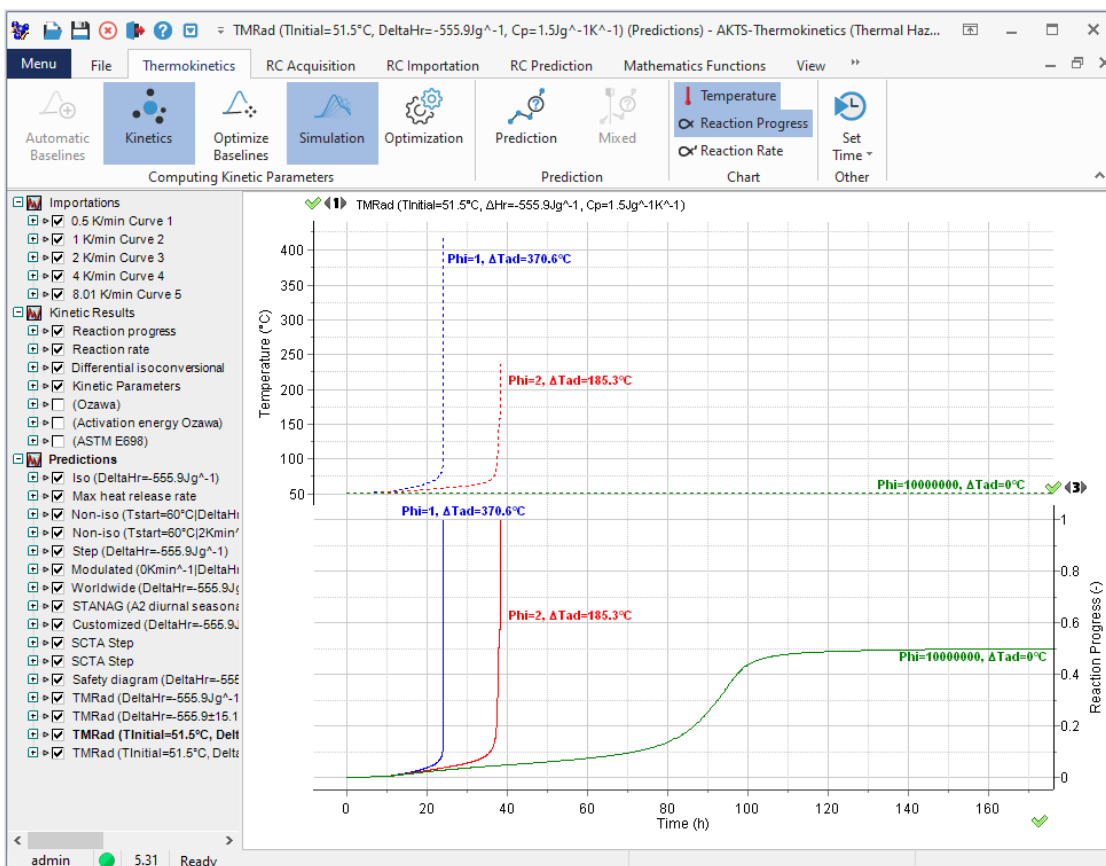 TMRad (TInitial=51.5°C, DeltaHr=-555.9Jg^-1, Cp=1.5Jg^-1K^-1) (Predictions) - AKTS-Thermokinetics (Thermal Haz...
Menu File Thermokinetics RC Acquisition RC Importation RC Prediction Mathematics Functions View
Automatic Baselines
Kinetics
Optimize Baselines
Simulation
Optimization
Prediction
Mixed
Temperature
Reaction Progress
Reaction Rate
Set Time
Computing Kinetic Parameters Prediction Chart Other
Importations
0.5 K/min Curve 1
1 K/min Curve 2
2 K/min Curve 3
4 K/min Curve 4
8.01 K/min Curve 5
Kinetic Results
Reaction progress
Reaction rate
Differential isoconversional
Kinetic Parameters
(Ozawa)
(Activation energy Ozawa)
(ASTM E698)
Predictions
Iso (DeltaHr=-555.9Jg^-1)
Max heat release rate
Non-iso (Tstart=60°C|DeltaHr
Non-iso (Tstart=60°C|2Kmin^
Step (DeltaHr=-555.9Jg^-1)
Modulated (0Kmin^-1|DeltaHr
Worldwide (DeltaHr=-555.9Jg
STANAG (A2 diurnal seasona
Customized (DeltaHr=-555.9J
SCTA Step
SCTA Step
Safety diagram (DeltaHr=-555
TMRad (DeltaHr=-555.9Jg^-1
TMRad (DeltaHr=-555.9±15.1
TMRad (TInitial=51.5°C, Delt
TMRad (TInitial=51.5°C, Delta
(1) TMRad (TInitial=51.5°C, ΔHr=-555.9Jg^-1, Cp=1.5Jg^-1K^-1)
Temperature (°C)
400
350
300
250
200
150
100
50
Phi=1, ΔTad=370.6°C
Phi=2, ΔTad=185.3°C
Phi=10000000, ΔTad=0°C
(3)
Phi=1, ΔTad=370.6°C
Phi=2, ΔTad=185.3°C
Phi=10000000, ΔTad=0°C
1
0.8
0.6
0.4
0.2
0
Reaction Progress (-)
0 20 40 60 80 100 120 140 160
Time (h)
admin 5.31 Ready